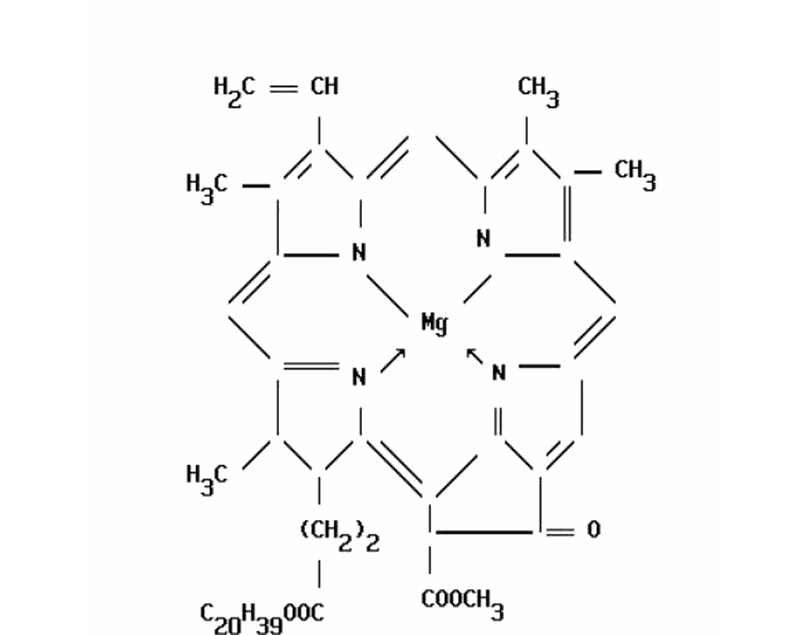 H2C = CH CH3
H3C CH3
N N
Mg
N N
H3C
(CH2)2 O
COOCH3
C20H39OOC